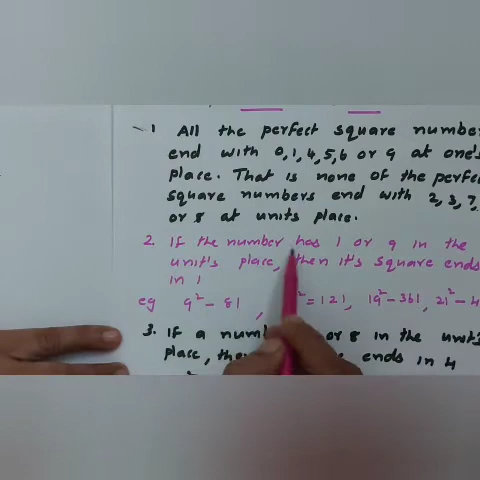 1 All the perfect square number
end with 0,1,4,5,6 or 9 at one's
place. That is none of the perfe
square numbers end with 2,3,7,
or 8 at units place.
2. If the number has 1 or 9 in the
unit's place, then it's square ends
in 1
eg 9² - 81, ² = 121, 19² - 361, 21² - 4
3. If a num or 8 in the unit
place, the ends in 4